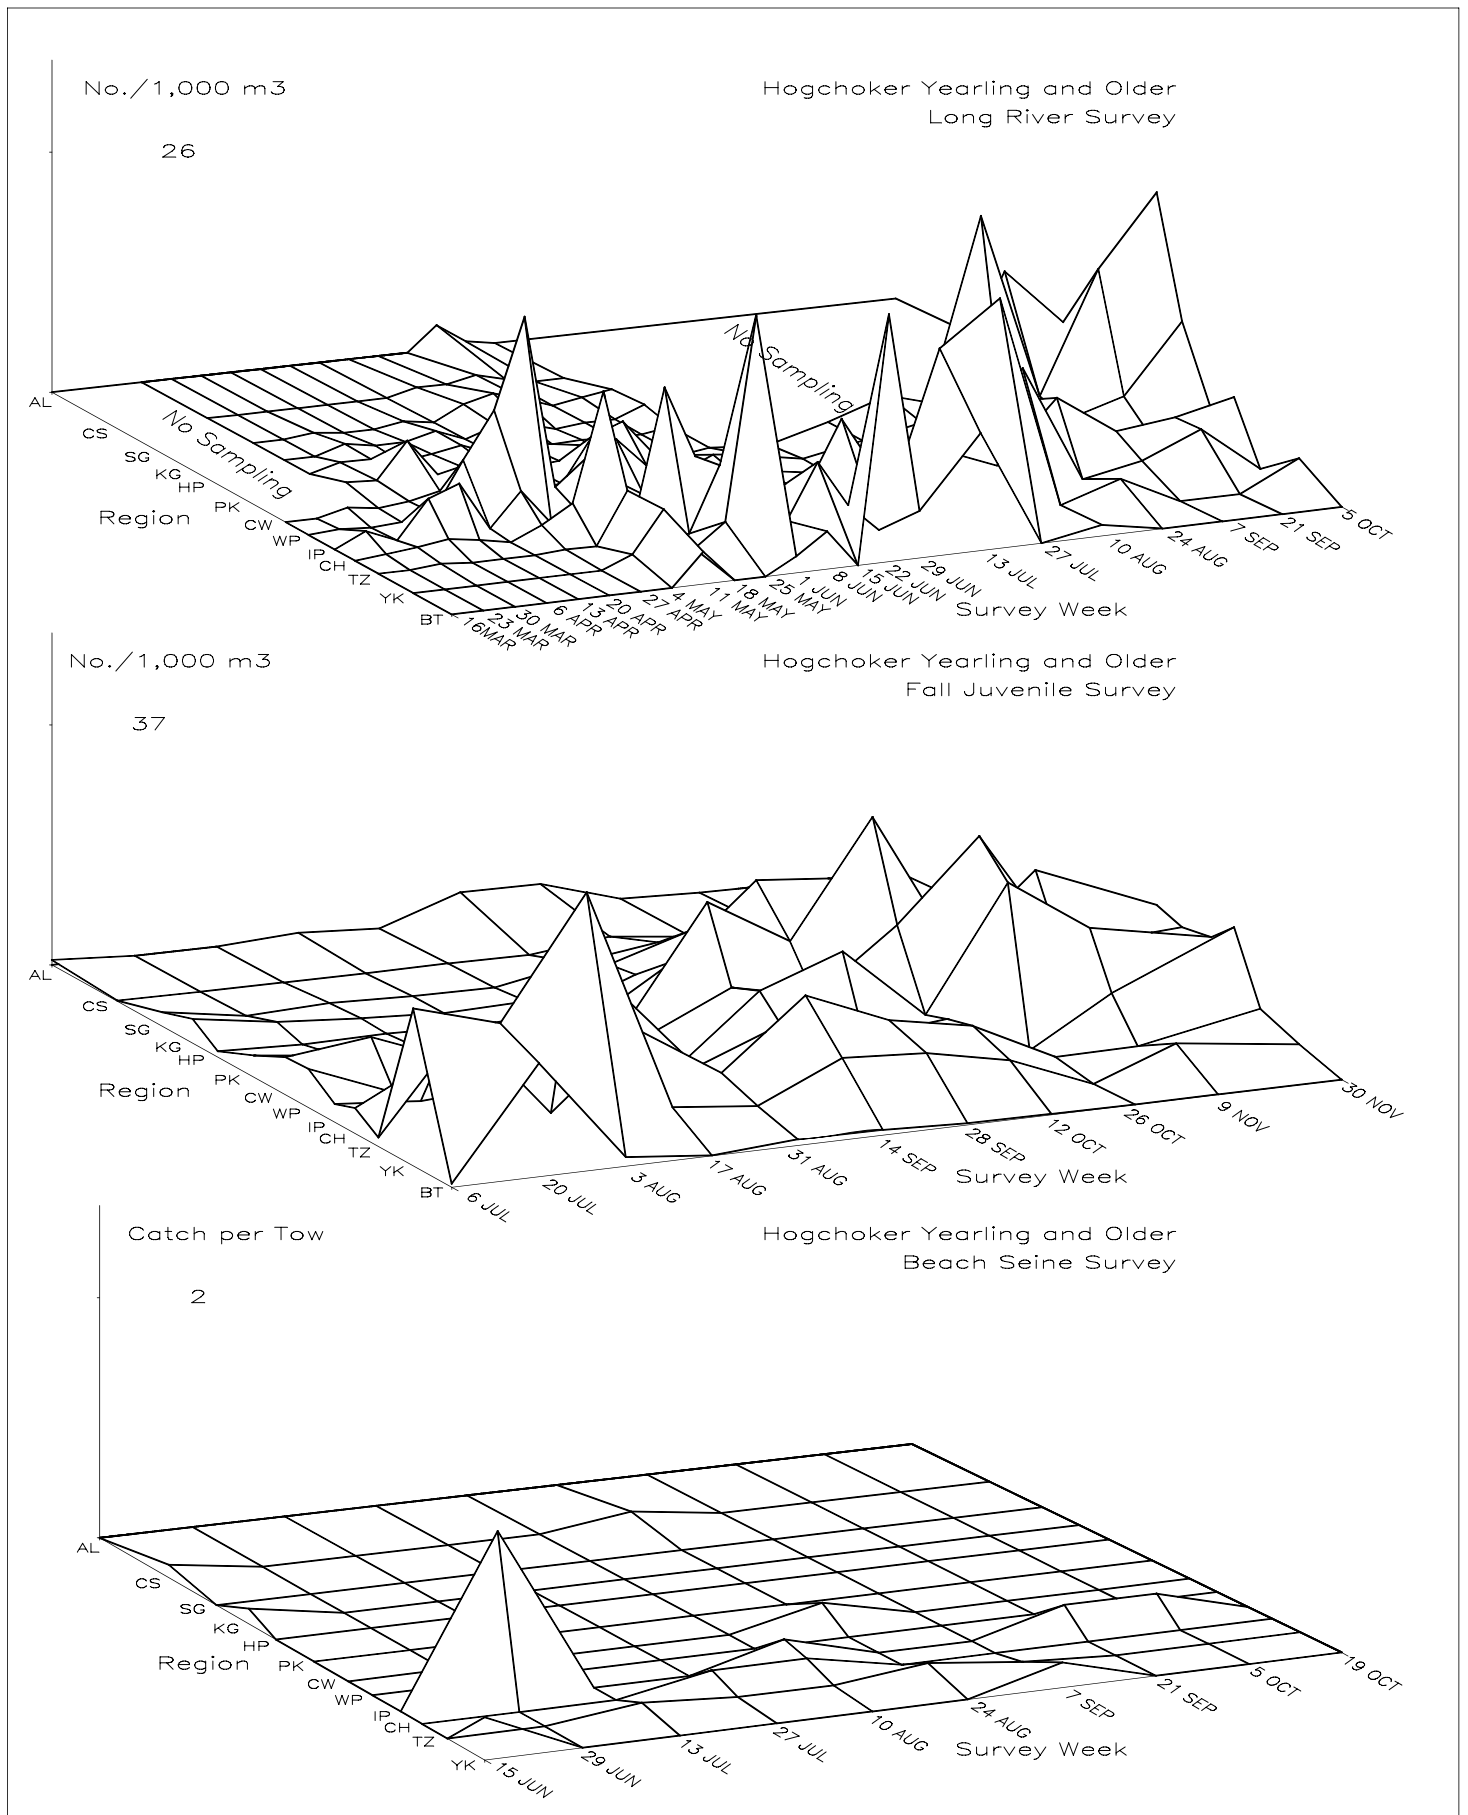 No./1,000 m3
Hogchoker Yearling and Older
Long River Survey
26
No Sampling
No Sampling
AL
CS
SG
KG
HP
PK
CW
WP
IP
CH
TZ
YK
BT
Region
16MAR
23 MAR
30 MAR
6 APR
13 APR
20 APR
27 APR
4 MAY
11 MAY
18 MAY
25 MAY
1 JUN
8 JUN
15 JUN
22 JUN
29 JUN
13 JUL
27 JUL
10 AUG
24 AUG
7 SEP
21 SEP
5 OCT
Survey Week
No./1,000 m3
Hogchoker Yearling and Older
Fall Juvenile Survey
37
AL
CS
SG
KG
HP
PK
CW
WP
IP
CH
TZ
YK
BT
Region
6 JUL
20 JUL
3 AUG
17 AUG
31 AUG
14 SEP
28 SEP
12 OCT
26 OCT
9 NOV
30 NOV
Survey Week
Catch per Tow
Hogchoker Yearling and Older
Beach Seine Survey
2
AL
CS
SG
KG
HP
PK
CW
WP
IP
CH
TZ
YK
Region
15 JUN
29 JUN
13 JUL
27 JUL
10 AUG
24 AUG
7 SEP
21 SEP
5 OCT
19 OCT
Survey Week